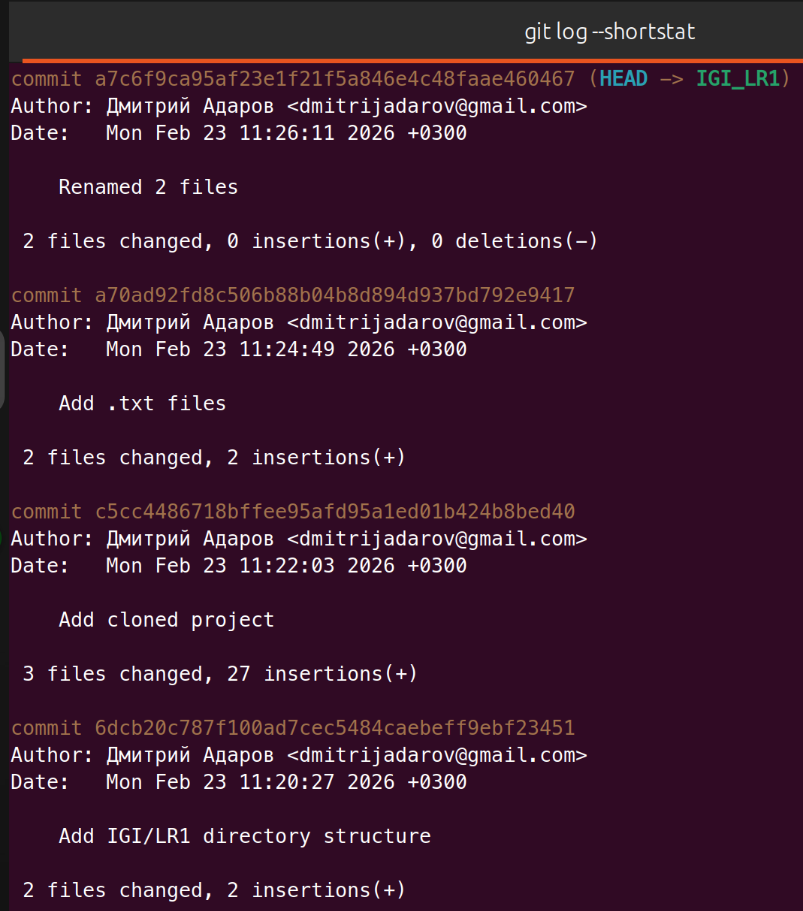 git log --shortstat
commit a7c6f9ca95af23e1f21f5a846e4c48faae460467 (HEAD -> IGI_LR1)
Author: Дмитрий Адаров <dmitrijadarov@gmail.com>
Date:   Mon Feb 23 11:26:11 2026 +0300
Renamed 2 files
2 files changed, 0 insertions(+), 0 deletions(-)
commit a70ad92fd8c506b88b04b8d894d937bd792e9417
Author: Дмитрий Адаров <dmitrijadarov@gmail.com>
Date:   Mon Feb 23 11:24:49 2026 +0300
Add .txt files
2 files changed, 2 insertions(+)
commit c5cc4486718bffee95afd95a1ed01b424b8bed40
Author: Дмитрий Адаров <dmitrijadarov@gmail.com>
Date:   Mon Feb 23 11:22:03 2026 +0300
Add cloned project
3 files changed, 27 insertions(+)
commit 6dcb20c787f100ad7cec5484caebeff9ebf23451
Author: Дмитрий Адаров <dmitrijadarov@gmail.com>
Date:   Mon Feb 23 11:20:27 2026 +0300
Add IGI/LR1 directory structure
2 files changed, 2 insertions(+)